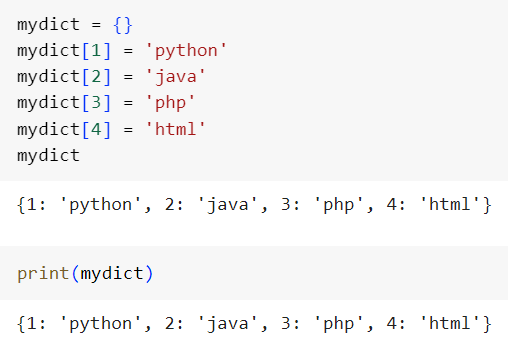 mydict = {}
mydict[1] = 'python'
mydict[2] = 'java'
mydict[3] = 'php'
mydict[4] = 'html'
mydict
{1: 'python', 2: 'java', 3: 'php', 4: 'html'}
print(mydict)
{1: 'python', 2: 'java', 3: 'php', 4: 'html'}